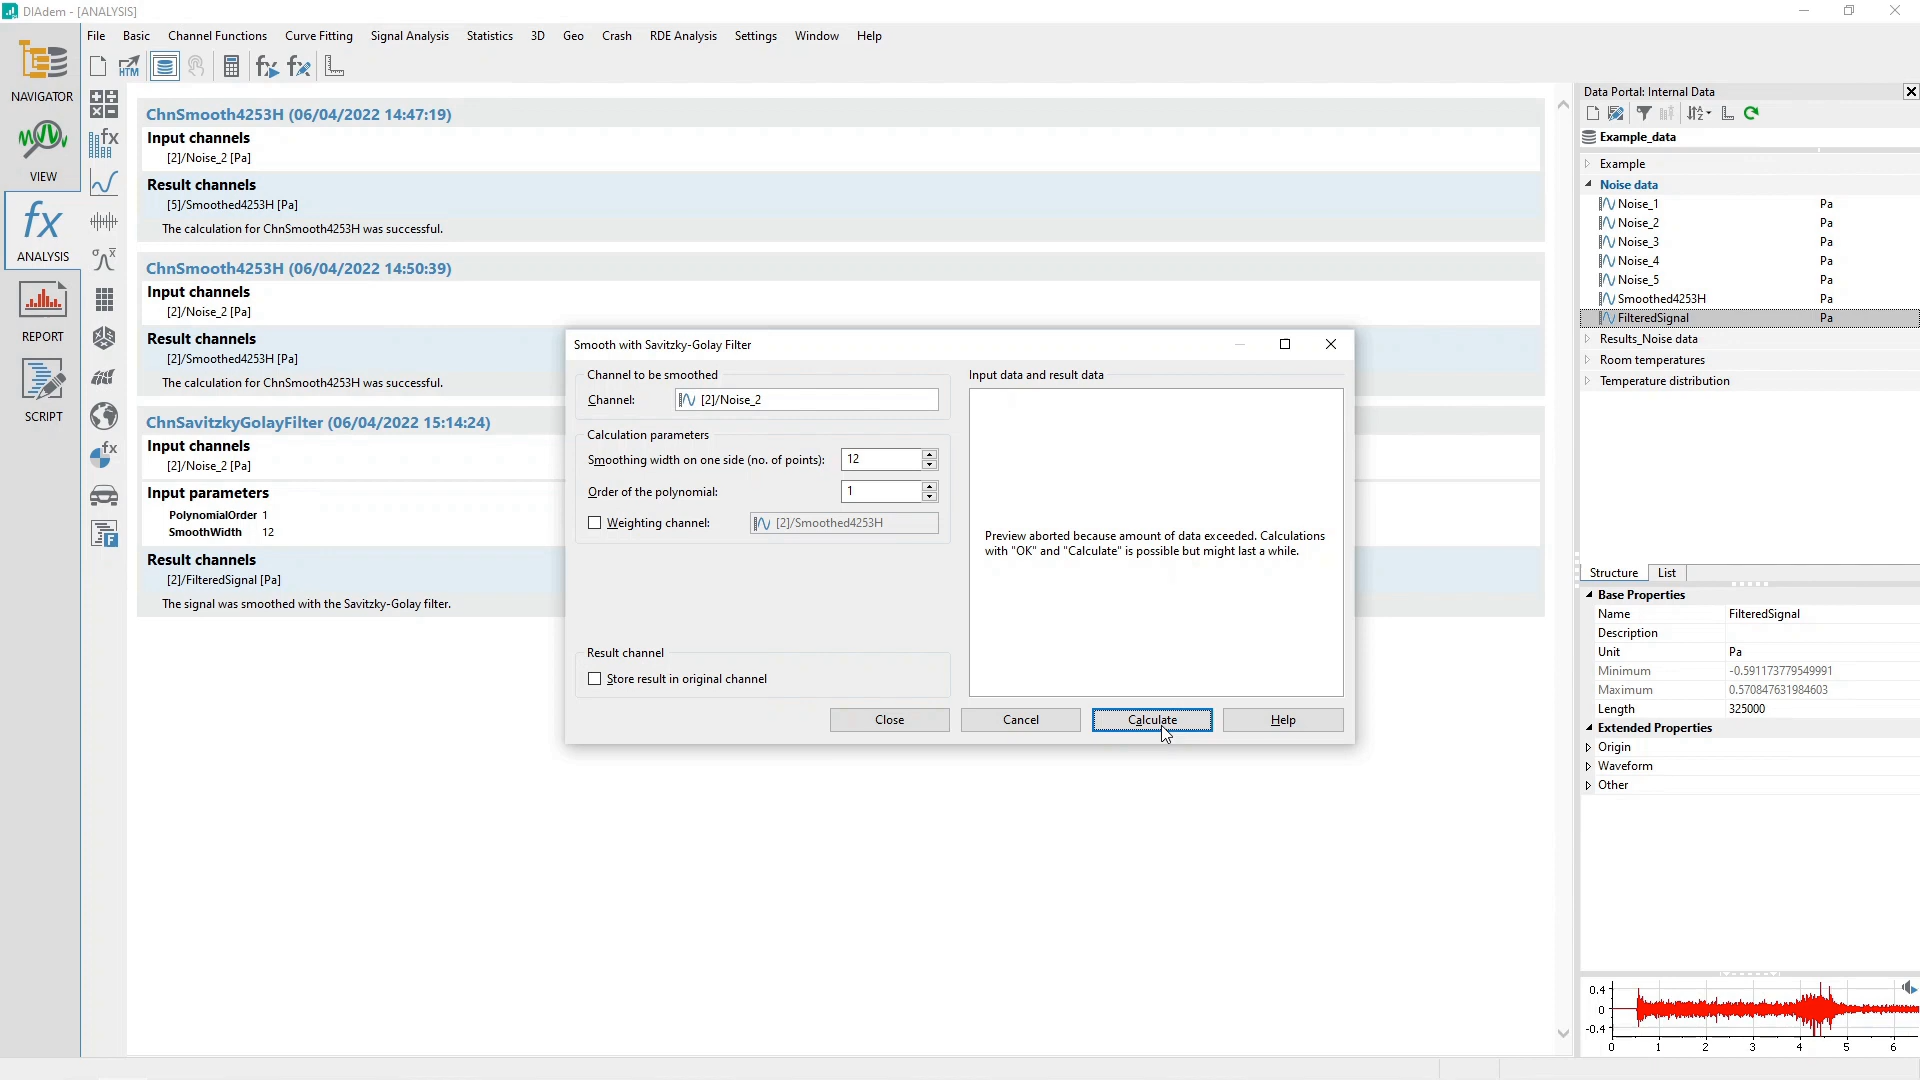 DIAdem - [ANALYSIS]
File Basic Channel Functions Curve Fitting Signal Analysis Statistics 3D Geo Crash RDE Analysis Settings Window Help
HTM
NAVIGATOR
VIEW
fx
ANALYSIS
REPORT
SCRIPT
ChnSmooth4253H (06/04/2022 14:47:19)
Input channels
[2]/Noise_2 [Pa]
Result channels
[5]/Smoothed4253H [Pa]
The calculation for ChnSmooth4253H was successful.
ChnSmooth4253H (06/04/2022 14:50:39)
Input channels
[2]/Noise_2 [Pa]
Result channels
[2]/Smoothed4253H [Pa]
The calculation for ChnSmooth4253H was successful.
ChnSavitzkyGolayFilter (06/04/2022 15:14:24)
Input channels
[2]/Noise_2 [Pa]
Input parameters
PolynomialOrder 1
SmoothWidth 12
Result channels
[2]/FilteredSignal [Pa]
The signal was smoothed with the Savitzky-Golay filter.
Smooth with Savitzky-Golay Filter
Channel to be smoothed
Channel: [2]/Noise_2
Calculation parameters
Smoothing width on one side (no. of points): 12
Order of the polynomial: 1
Weighting channel: [2]/Smoothed4253H
Result channel
Store result in original channel
Input data and result data
Preview aborted because amount of data exceeded. Calculations
with "OK" and "Calculate" is possible but might last a while.
Close Cancel Calculate Help
Data Portal: Internal Data
Example_data
Example
Noise data
Noise_1 Pa
Noise_2 Pa
Noise_3 Pa
Noise_4 Pa
Noise_5 Pa
Smoothed4253H Pa
FilteredSignal Pa
Results_Noise data
Room temperatures
Temperature distribution
Structure List
Base Properties
Name FilteredSignal
Description
Unit Pa
Minimum -0.591173779549991
Maximum 0.570847631984603
Length 325000
Extended Properties
Origin
Waveform
Other
0.4
0
-0.4
0 1 2 3 4 5 6